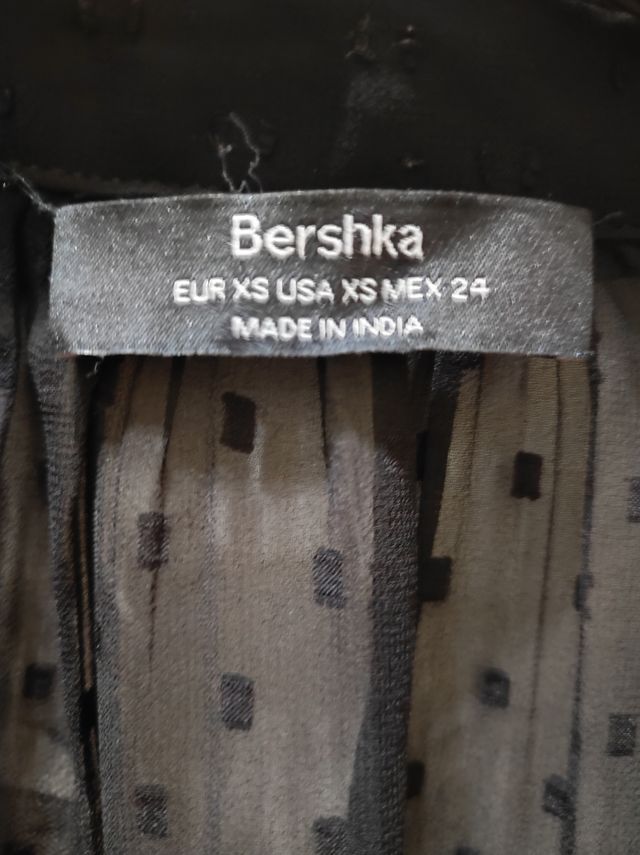 Bershka
EUR XS USA XS MEX 24
MADE IN INDIA